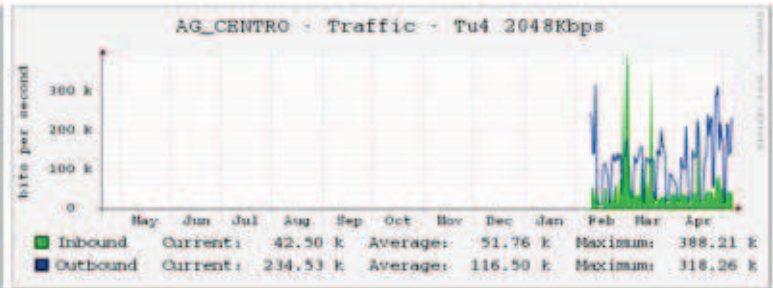 AG_CENTRO - Traffic - Tu4 2048Kbps
bits per second
300 k
200 k
100 k
0
May Jun Jul Aug Sep Oct Nov Dec Jan Feb Mar Apr
Inbound Current: 42.50 k Average: 51.76 k Maximum: 388.21 k
Outbound Current: 234.53 k Average: 116.50 k Maximum: 318.26 k